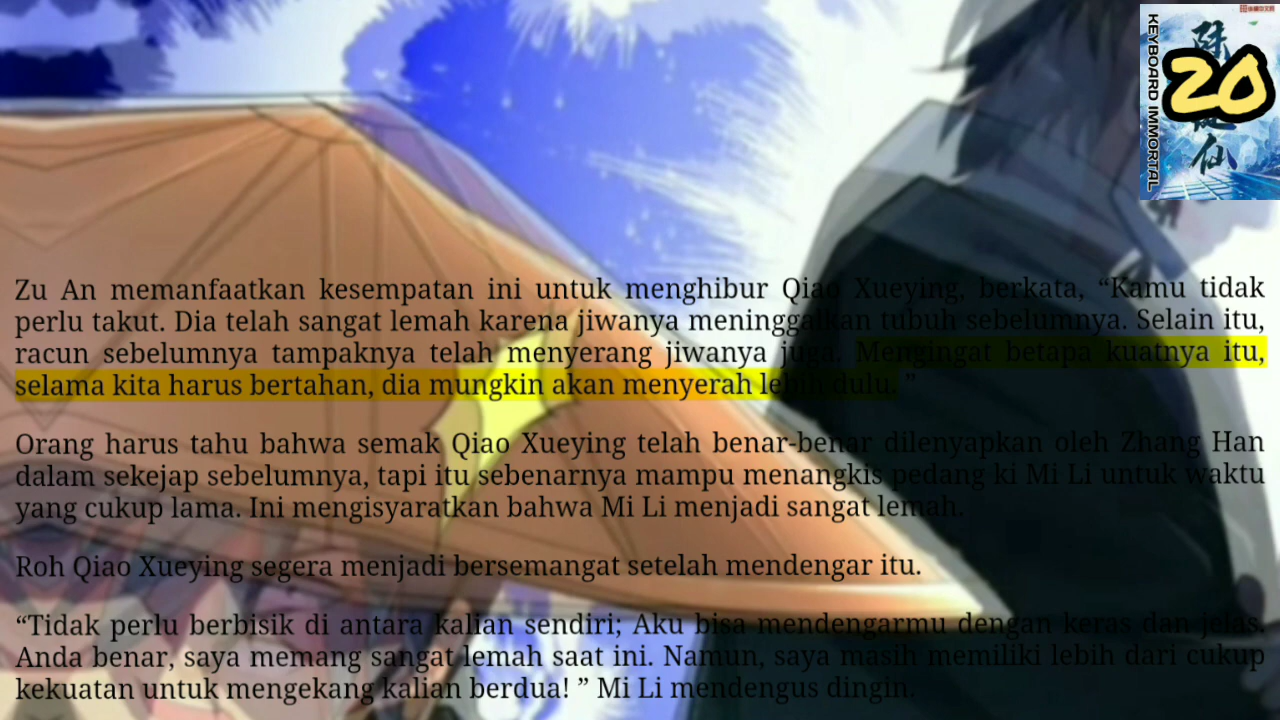 KEYBOARD IMMORTAL
20
仙
Zu An memanfaatkan kesempatan ini untuk menghibur Qiao Xueying, berkata, “Kamu tidak
perlu takut. Dia telah sangat lemah karena jiwanya meninggalkan tubuh sebelumnya. Selain itu,
racun sebelumnya tampaknya telah menyerang jiwanya juga. Mengingat betapa kuatnya itu,
selama kita harus bertahan, dia mungkin akan menyerah lebih dulu. ”
Orang harus tahu bahwa semak Qiao Xueying telah benar-benar dilenyapkan oleh Zhang Han
dalam sekejap sebelumnya, tapi itu sebenarnya mampu menangkis pedang ki Mi Li untuk waktu
yang cukup lama. Ini mengisyaratkan bahwa Mi Li menjadi sangat lemah.
Roh Qiao Xueying segera menjadi bersemangat setelah mendengar itu.
“Tidak perlu berbisik di antara kalian sendiri; Aku bisa mendengarmu dengan keras dan jelas.
Anda benar, saya memang sangat lemah saat ini. Namun, saya masih memiliki lebih dari cukup
kekuatan untuk mengekang kalian berdua! ” Mi Li mendengus dingin.